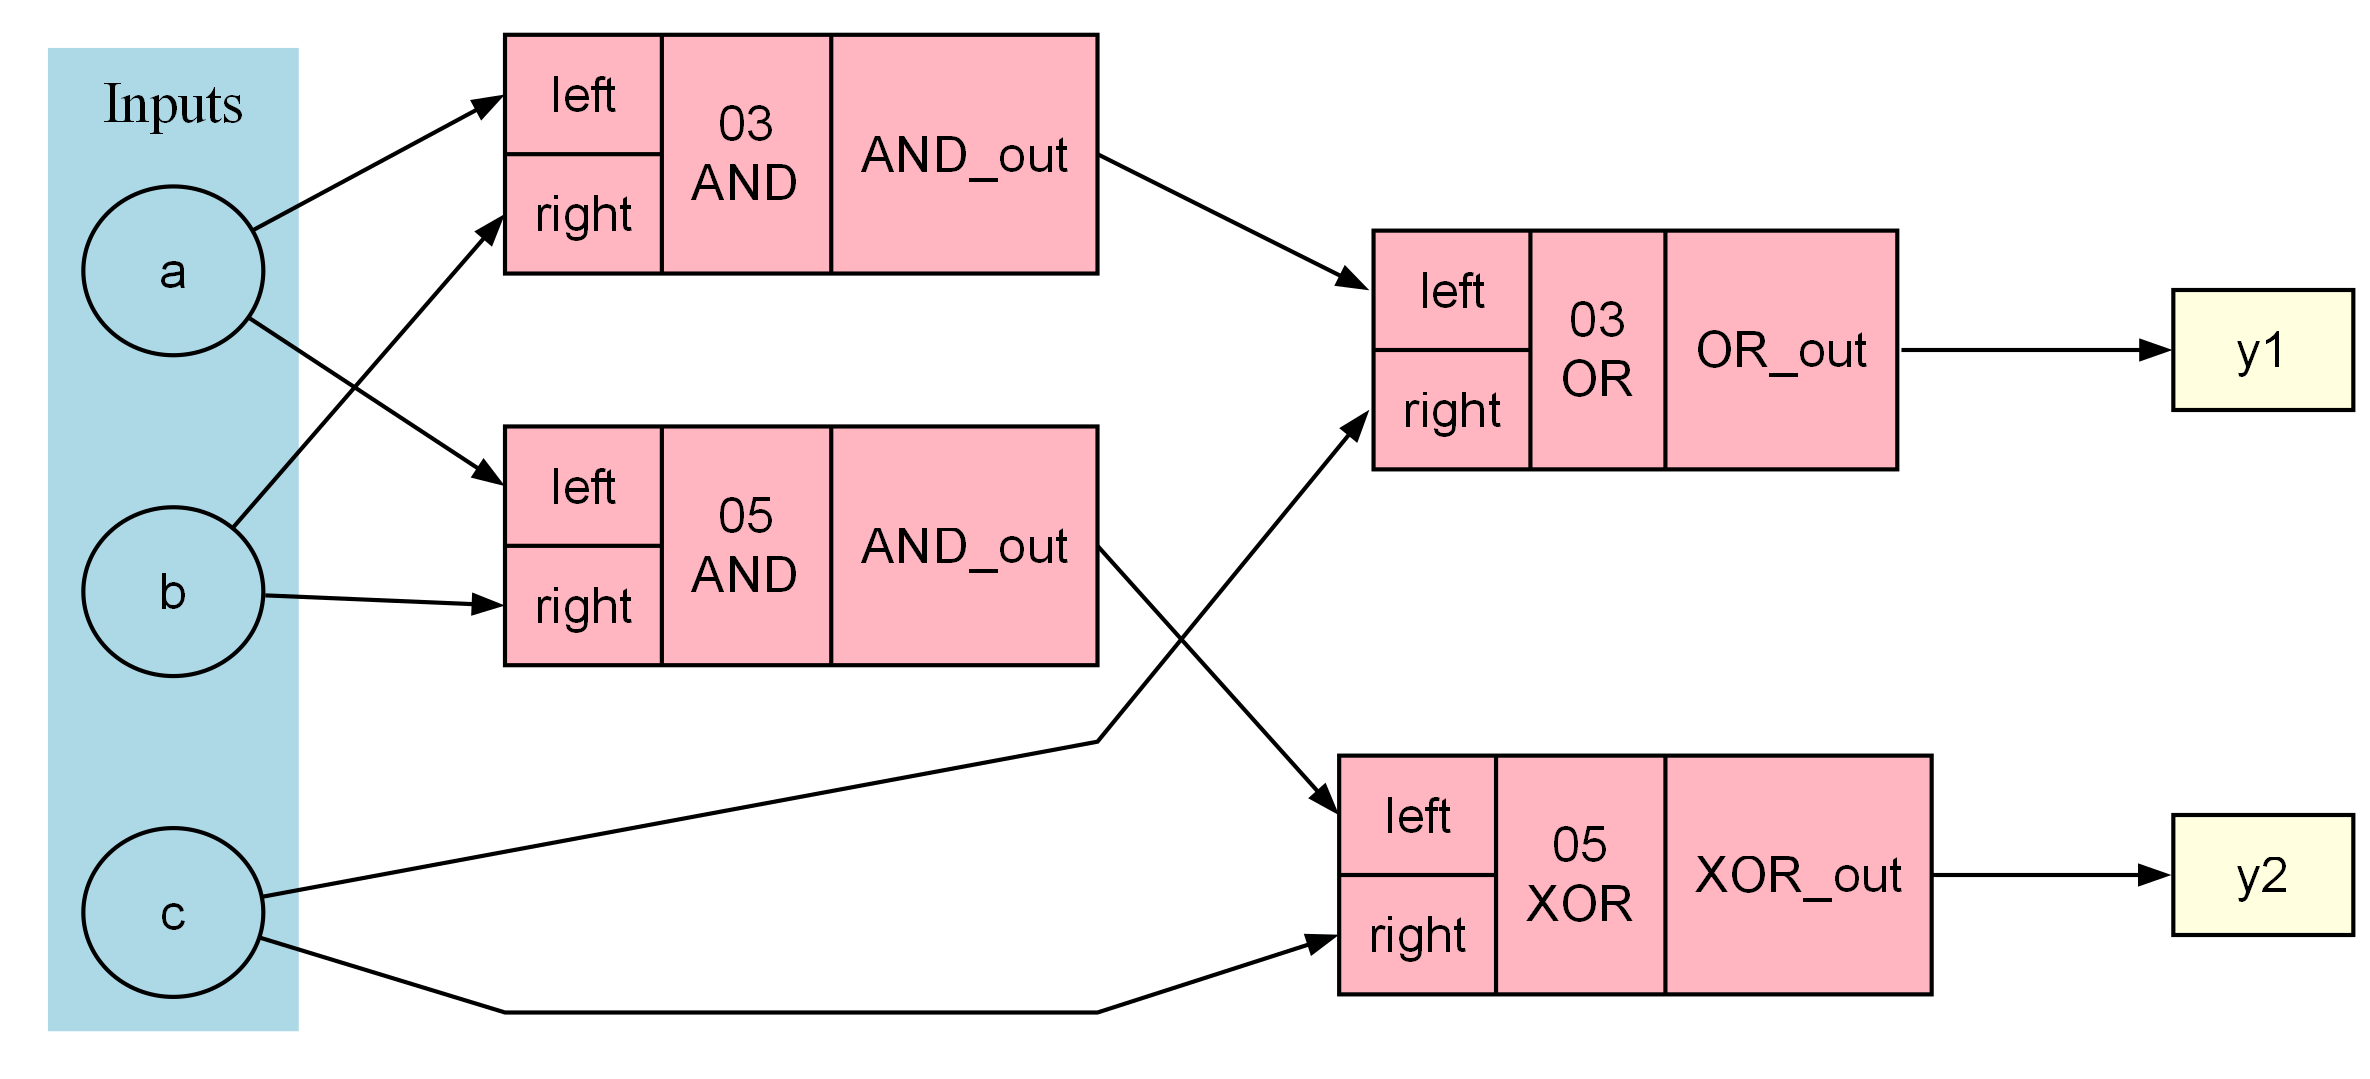 Inputs
a
b
c
left
right
03
AND
AND_out
left
right
05
AND
AND_out
left
right
03
OR
OR_out
left
right
05
XOR
XOR_out
y1
y2